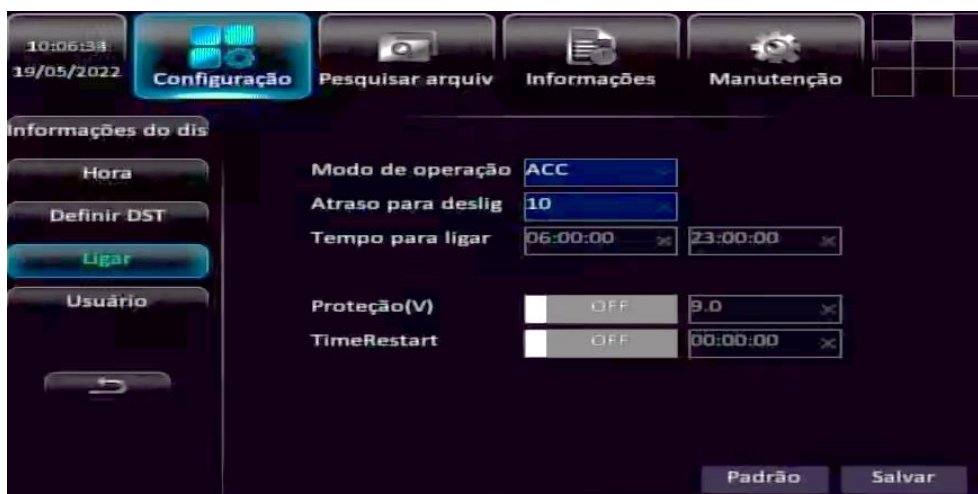 10:06:34
19/05/2022
Configuração
Pesquisar arquiv
Informações
Manutenção
Informações do dis
Hora
Definir DST
Ligar
Usuário
Modo de operação ACC
Atraso para deslig 10
Tempo para ligar 06:00:00 23:00:00
Proteção(V) OFF 9.0
TimeRestart OFF 00:00:00
Padrão Salvar